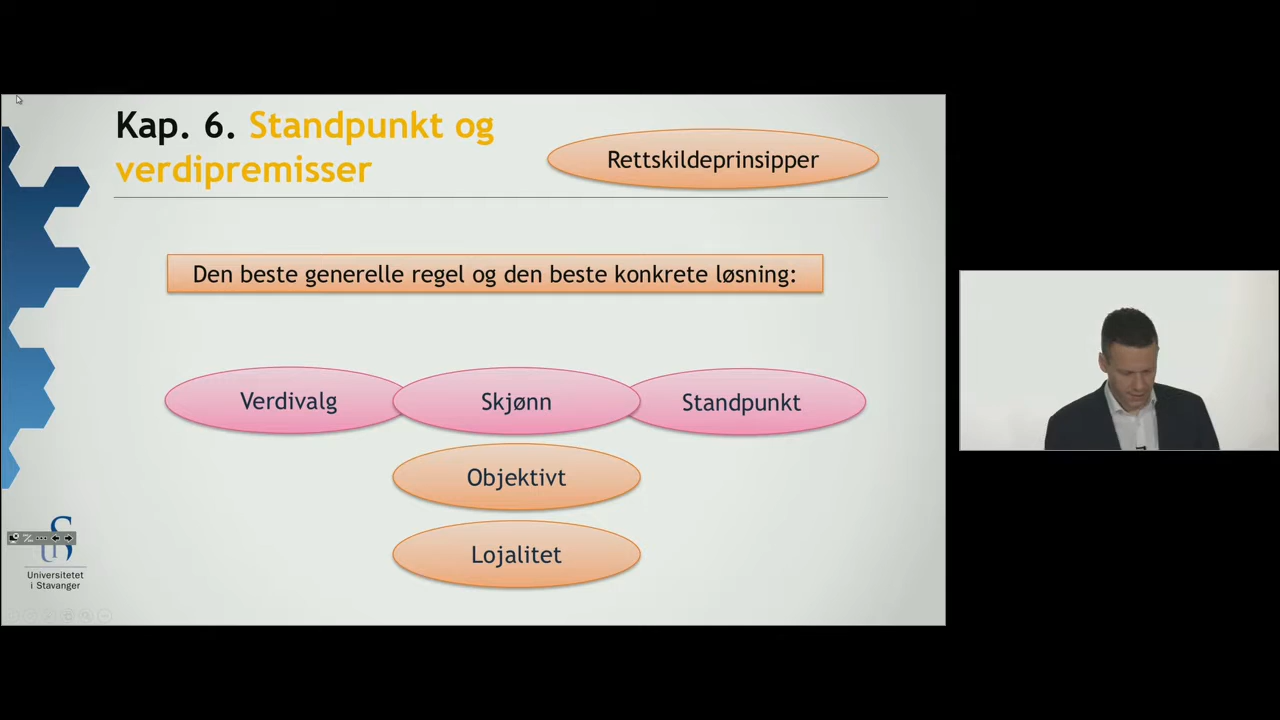 Kap. 6. Standpunkt og
verdipremisser
Rettskildeprinsipper
Den beste generelle regel og den beste konkrete løsning:
Verdivalg
Skjønn
Standpunkt
Objektivt
Lojalitet
Universitetet
i Stavanger